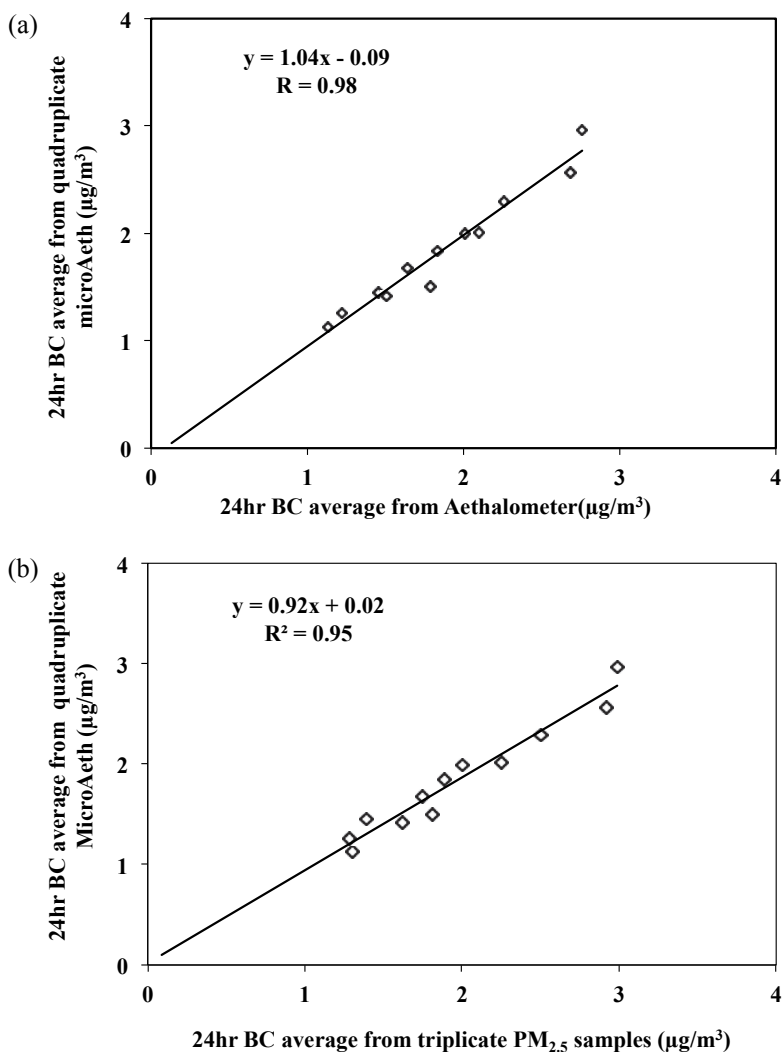 (a)
24hr BC average from quadruplicate
microAeth (µg/m³)
4
3
2
1
0
y = 1.04x - 0.09
R = 0.98
0 1 2 3 4
24hr BC average from Aethalometer(µg/m³)
(b)
24hr BC average from quadruplicate
MicroAeth (µg/m³)
4
3
2
1
0
y = 0.92x + 0.02
R² = 0.95
0 1 2 3 4
24hr BC average from triplicate PM₂.₅ samples (µg/m³)